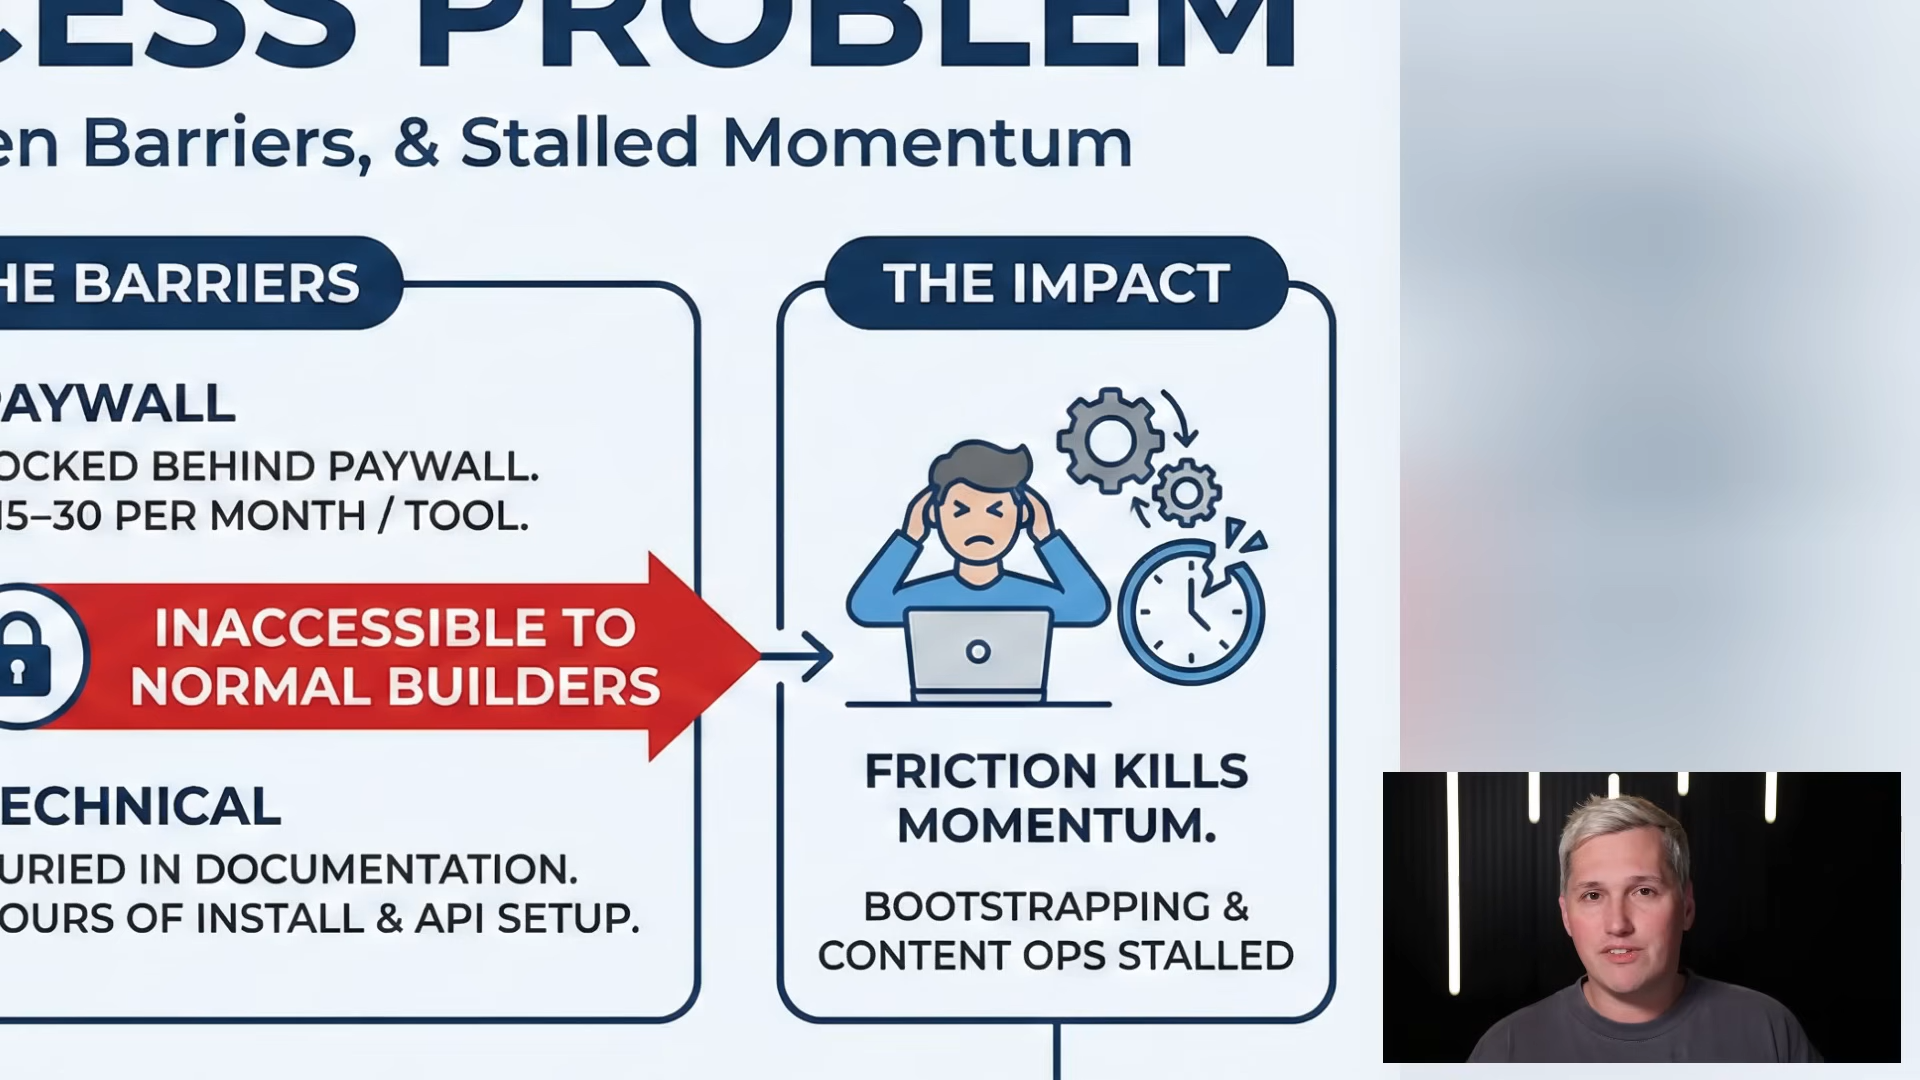 CESS PROBLEM
en Barriers, & Stalled Momentum
HE BARRIERS
PAYWALL
OCKED BEHIND PAYWALL.
15–30 PER MONTH / TOOL.
INACCESSIBLE TO
NORMAL BUILDERS
ECHNICAL
URIED IN DOCUMENTATION.
OURS OF INSTALL & API SETUP.
THE IMPACT
FRICTION KILLS
MOMENTUM.
BOOTSTRAPPING &
CONTENT OPS STALLED